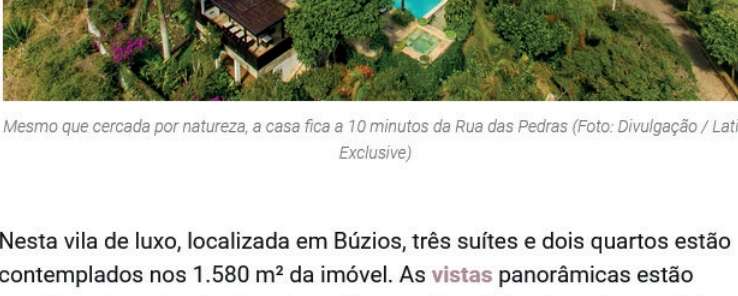 Mesmo que cercada por natureza, a casa fica a 10 minutos da Rua das Pedras (Foto: Divulgação / Lati
Exclusive)
Nesta vila de luxo, localizada em Búzios, três suítes e dois quartos estão
contemplados nos 1.580 m² da imóvel. As vistas panorâmicas estão